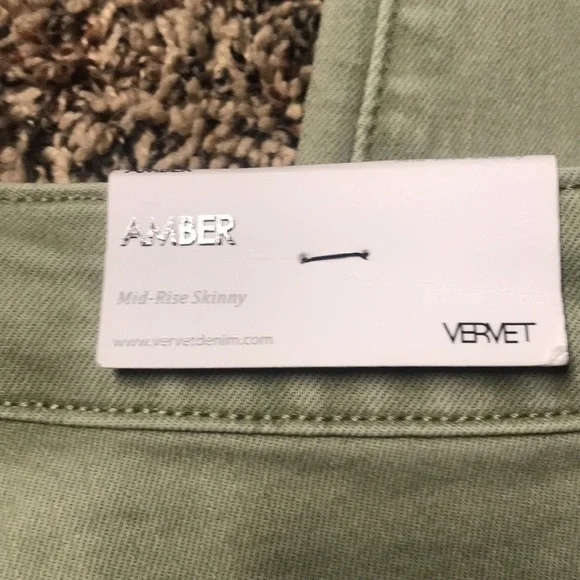 AMBER
Mid-Rise Skinny
www.vervetdenim.com
VERVET